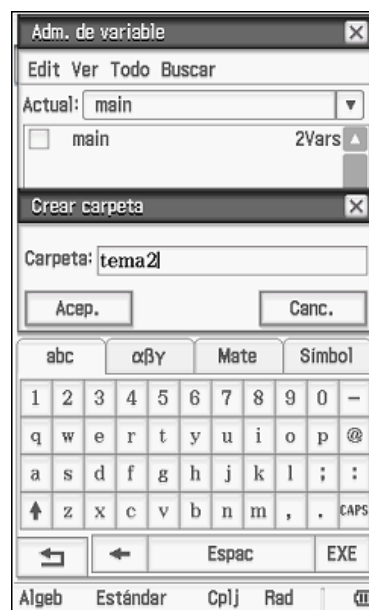 Adm. de variable
Edit Ver Todo Buscar
Actual: main
main 2Vars
Crear carpeta
Carpeta: tema2
Acep. Canc.
abc αβγ Mate Símbol
1 2 3 4 5 6 7 8 9 0 −
q w e r t y u i o p @
a s d f g h j k l ; :
z x c v b n m , . CAPS
Espac EXE
Algeb Estándar Cplj Rad